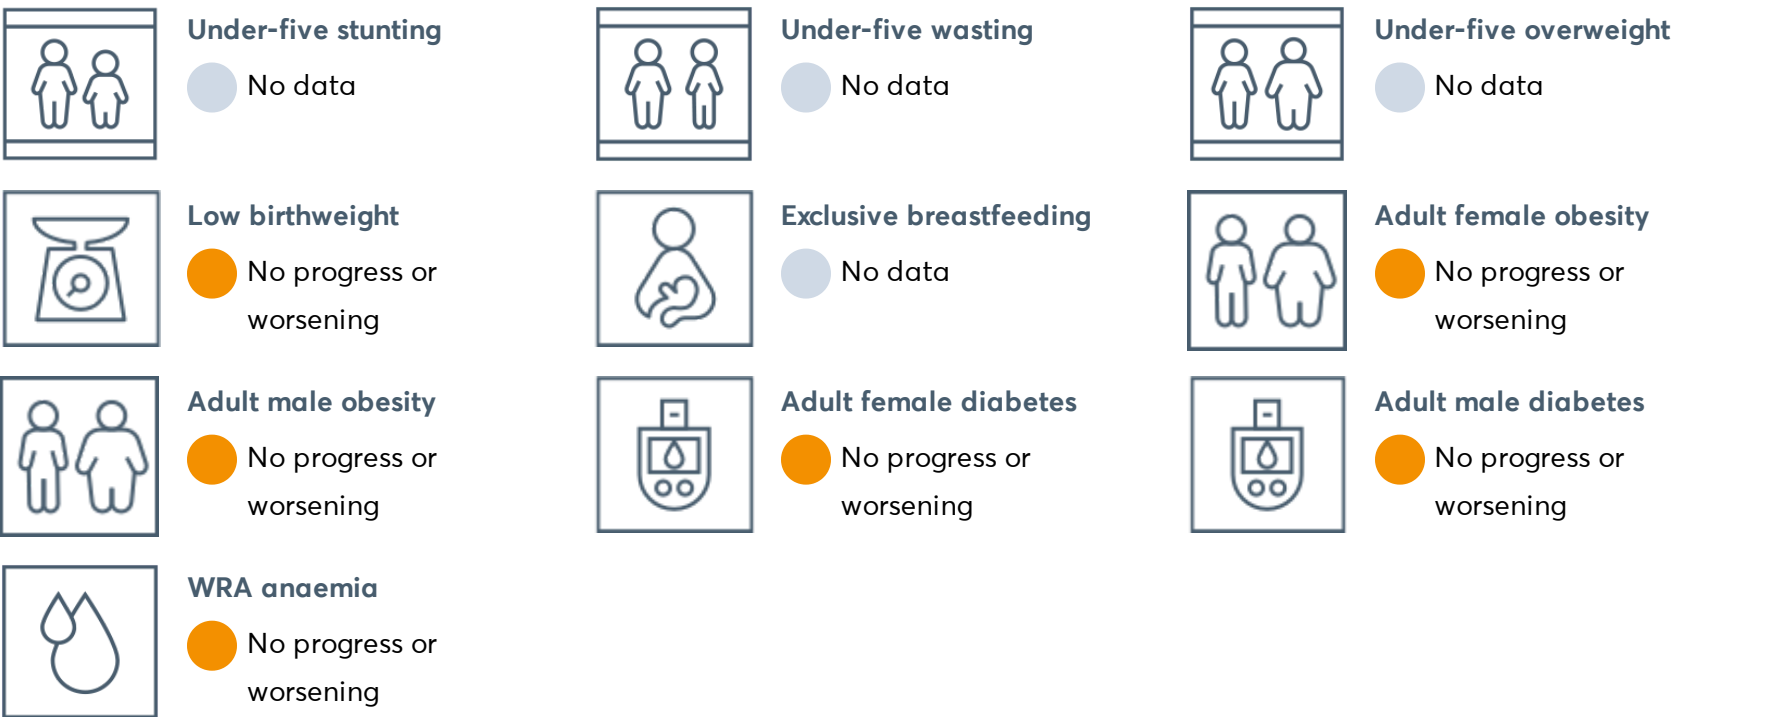 Under-five stunting
No data
Under-five wasting
No data
Under-five overweight
No data
Low birthweight
No progress or
worsening
Exclusive breastfeeding
No data
Adult female obesity
No progress or
worsening
Adult male obesity
No progress or
worsening
Adult female diabetes
No progress or
worsening
Adult male diabetes
No progress or
worsening
WRA anaemia
No progress or
worsening